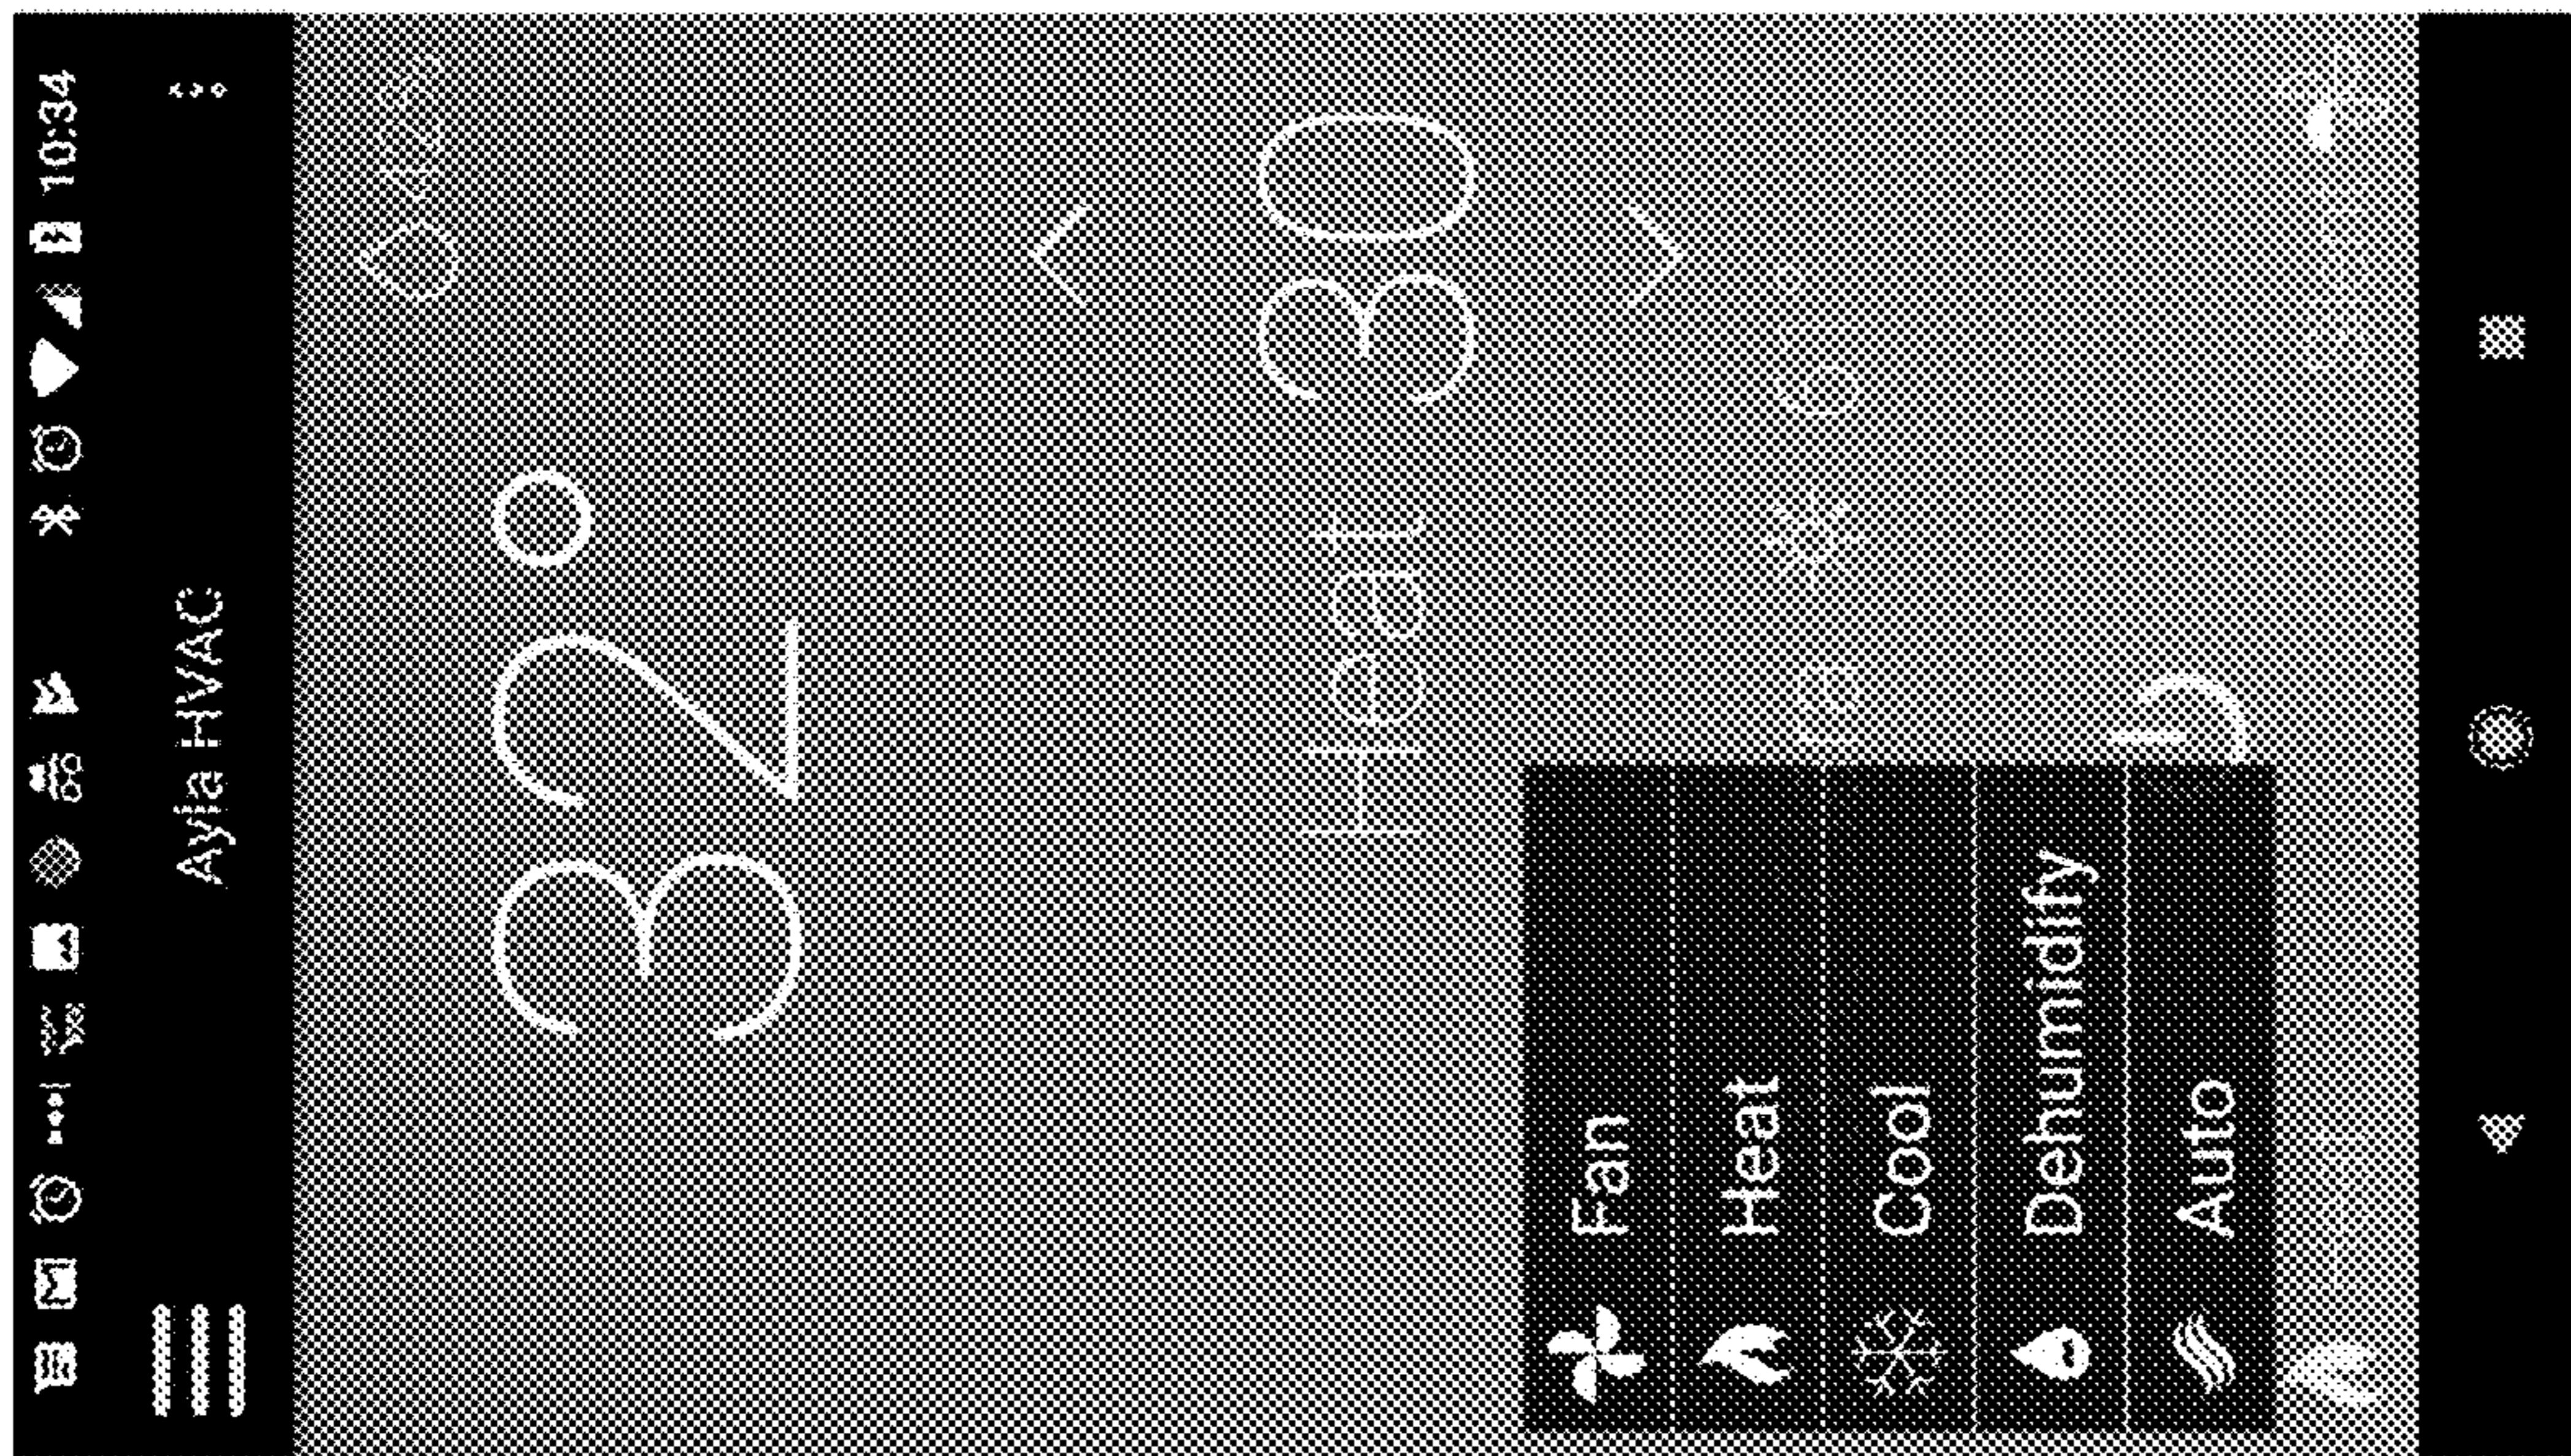 10:34
Ayla HVAC
32°
Heat 30
Fan
Heat
Cool
Dehumidify
Auto